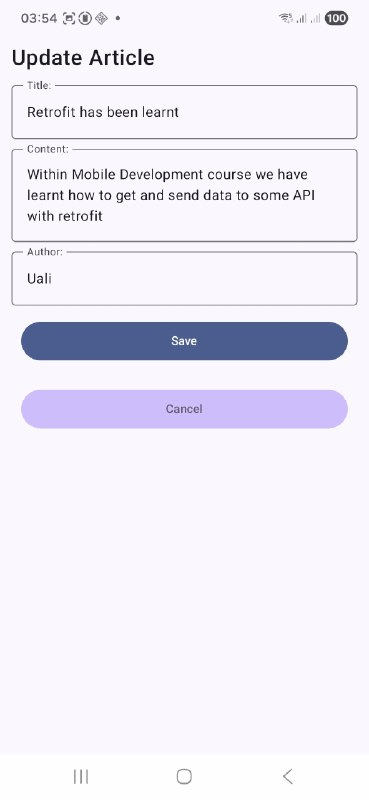 03:54
100
Update Article
Title:
Retrofit has been learnt
Content:
Within Mobile Development course we have
learnt how to get and send data to some API
with retrofit
Author:
Uali
Save
Cancel